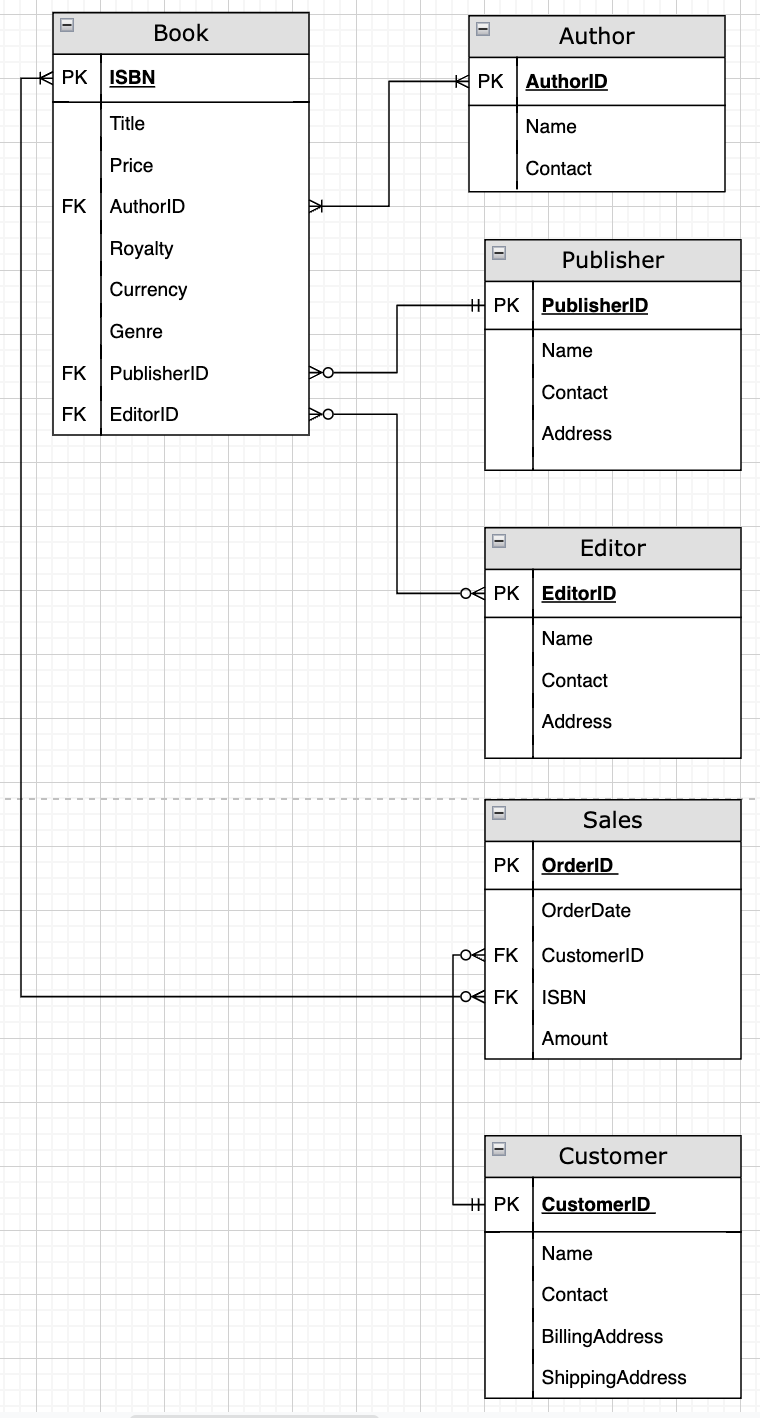 Book
PK ISBN
Title
Price
FK AuthorID
Royalty
Currency
Genre
FK PublisherID
FK EditorID
Author
PK AuthorID
Name
Contact
Publisher
PK PublisherID
Name
Contact
Address
Editor
PK EditorID
Name
Contact
Address
Sales
PK OrderID
OrderDate
FK CustomerID
FK ISBN
Amount
Customer
PK CustomerID
Name
Contact
BillingAddress
ShippingAddress